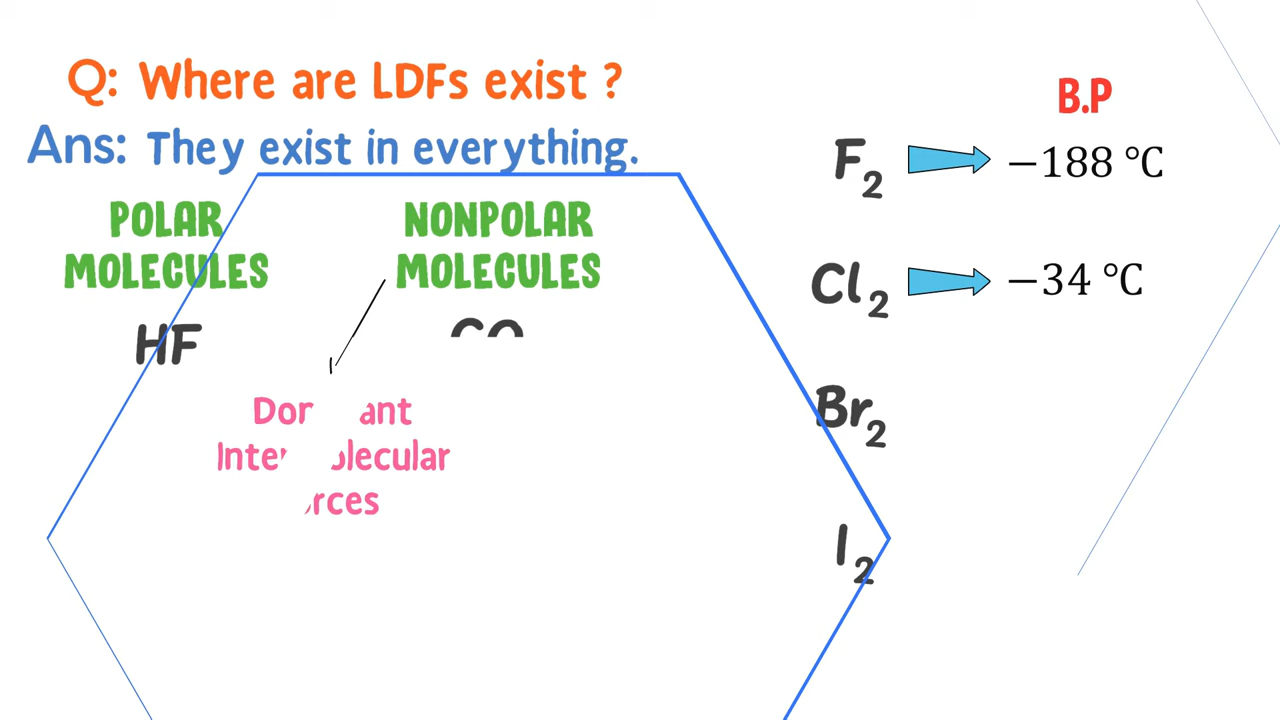 Q: Where are LDFs exist ?
Ans: They exist in everything.
POLAR
MOLECULES
HF
NONPOLAR
MOLECULES
B.P
F₂ −188 °C
Cl₂ −34 °C
Br₂
I₂